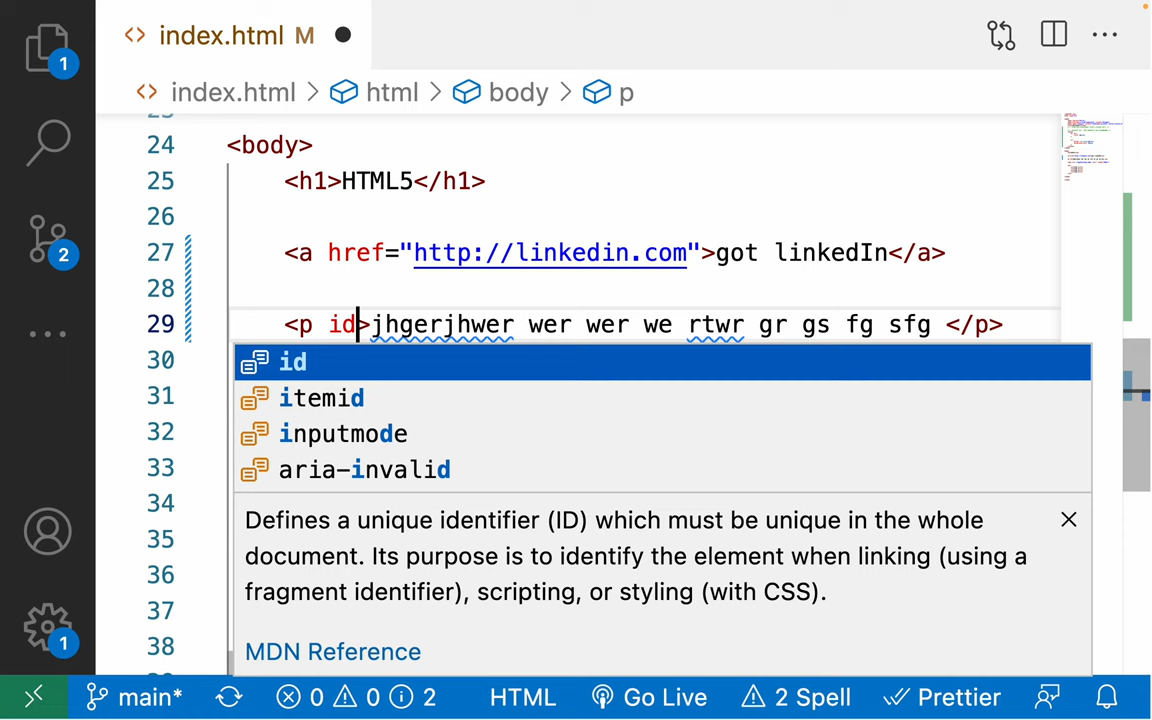 index.html M
index.html > html > body > p
24 <body>
25 <h1>HTML5</h1>
26
27 <a href="http://linkedin.com">got linkedIn</a>
28
29 <p id>jhgerjhwer wer wer we rtwr gr gs fg sfg </p>
30 id
31 itemid
32 inputmode
33 aria-invalid
34
35 Defines a unique identifier (ID) which must be unique in the whole
36 document. Its purpose is to identify the element when linking (using a
37 fragment identifier), scripting, or styling (with CSS).
38 MDN Reference
1
2
1
main* 0 0 2 HTML Go Live 2 Spell Prettier